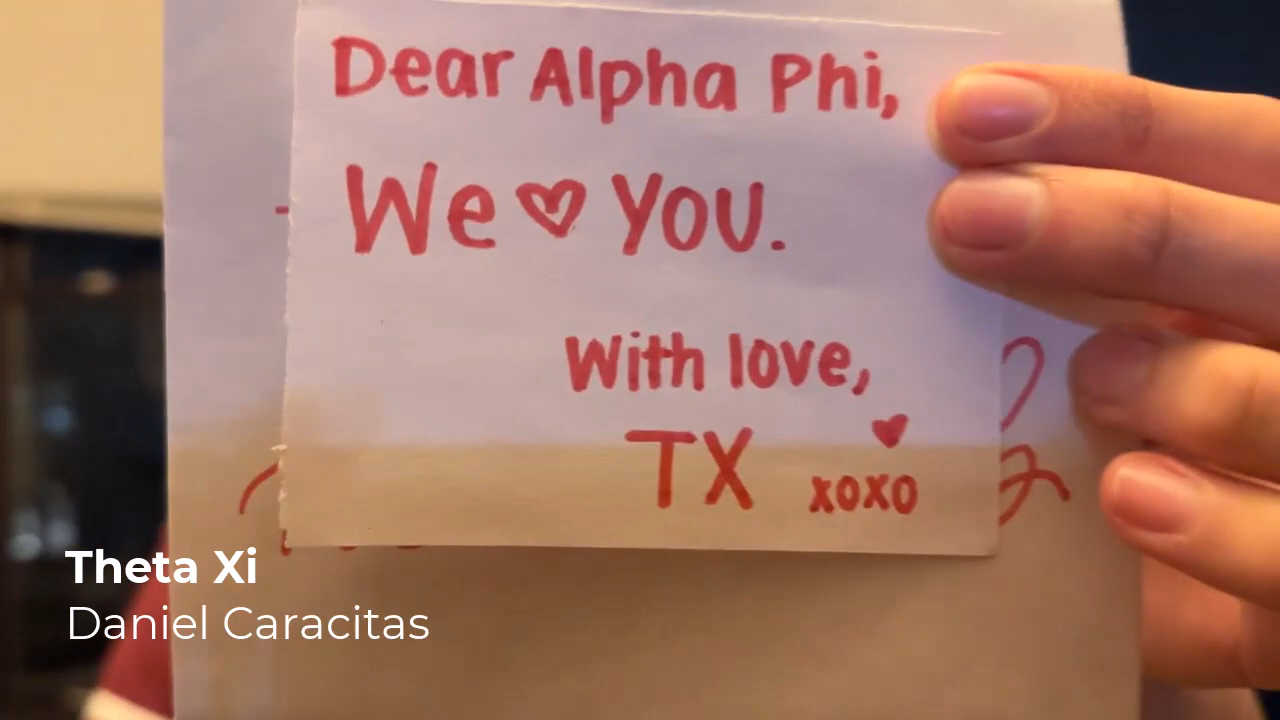 Dear Alpha Phi,
We ♥ You.
With love,
TX xoxo
Theta Xi
Daniel Caracitas